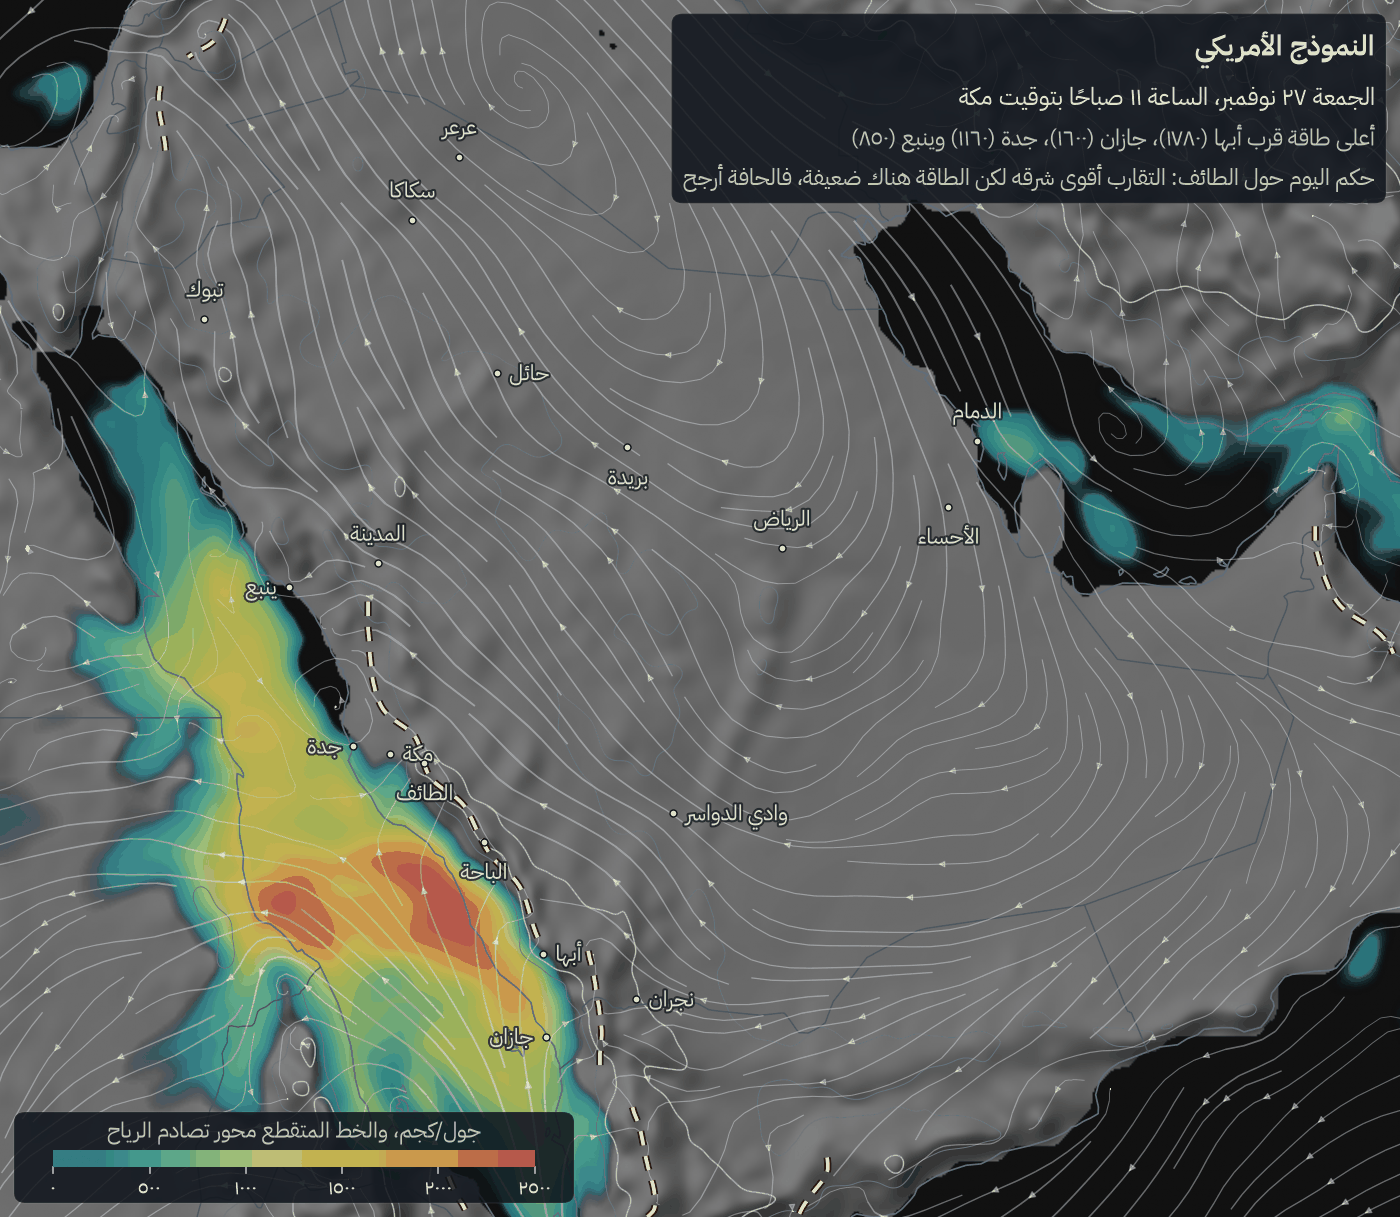 النموذج الأمريكي
الجمعة ٢٧ نوفمبر، الساعة ١١ صباحًا بتوقيت مكة
أعلى طاقة قرب أبها (١٧٨٠)، جازان (١٦٠٠)، جدة (١١٦٠) وينبع (٨٥٠)
حكم اليوم حول الطائف: التقارب أقوى شرقه لكن الطاقة هناك ضعيفة، فالحافة أرجح
عرعر
سكاكا
تبوك
حائل
الدمام
بريدة
الرياض
المدينة
الأحساء
ينبع
جدة
مكة
الطائف
وادي الدواسر
الباحة
أبها
نجران
جازان
جول/كجم، والخط المتقطع محور تصادم الرياح
٠ ٥٠٠ ١٠٠٠ ١٥٠٠ ٢٠٠٠ ٢٥٠٠